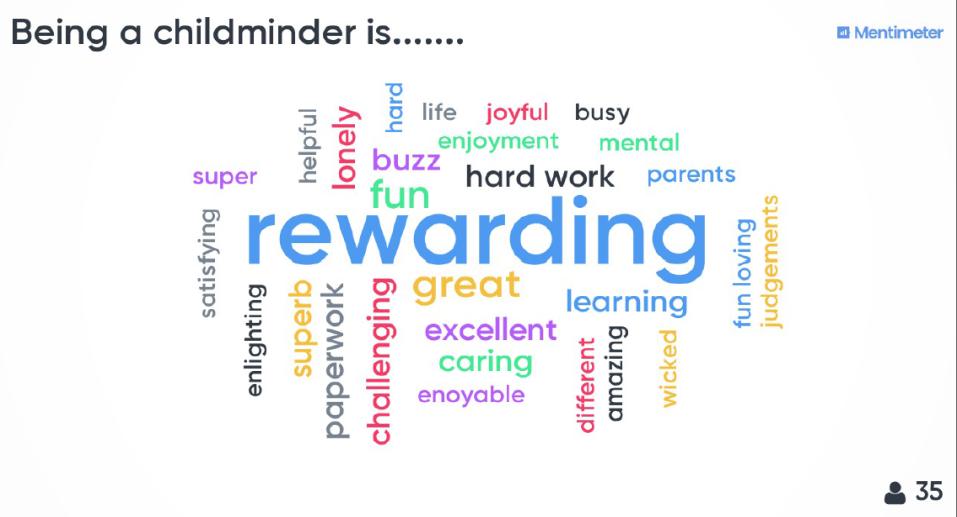 Being a childminder is.......
Mentimeter
helpful
lonely
hard
life
joyful
busy
enjoyment
mental
buzz
super
hard work
parents
fun
rewarding
satisfying
fun loving
judgements
great
learning
enlighting
superb
paperwork
challenging
excellent
caring
enoyable
different
amazing
wicked
35